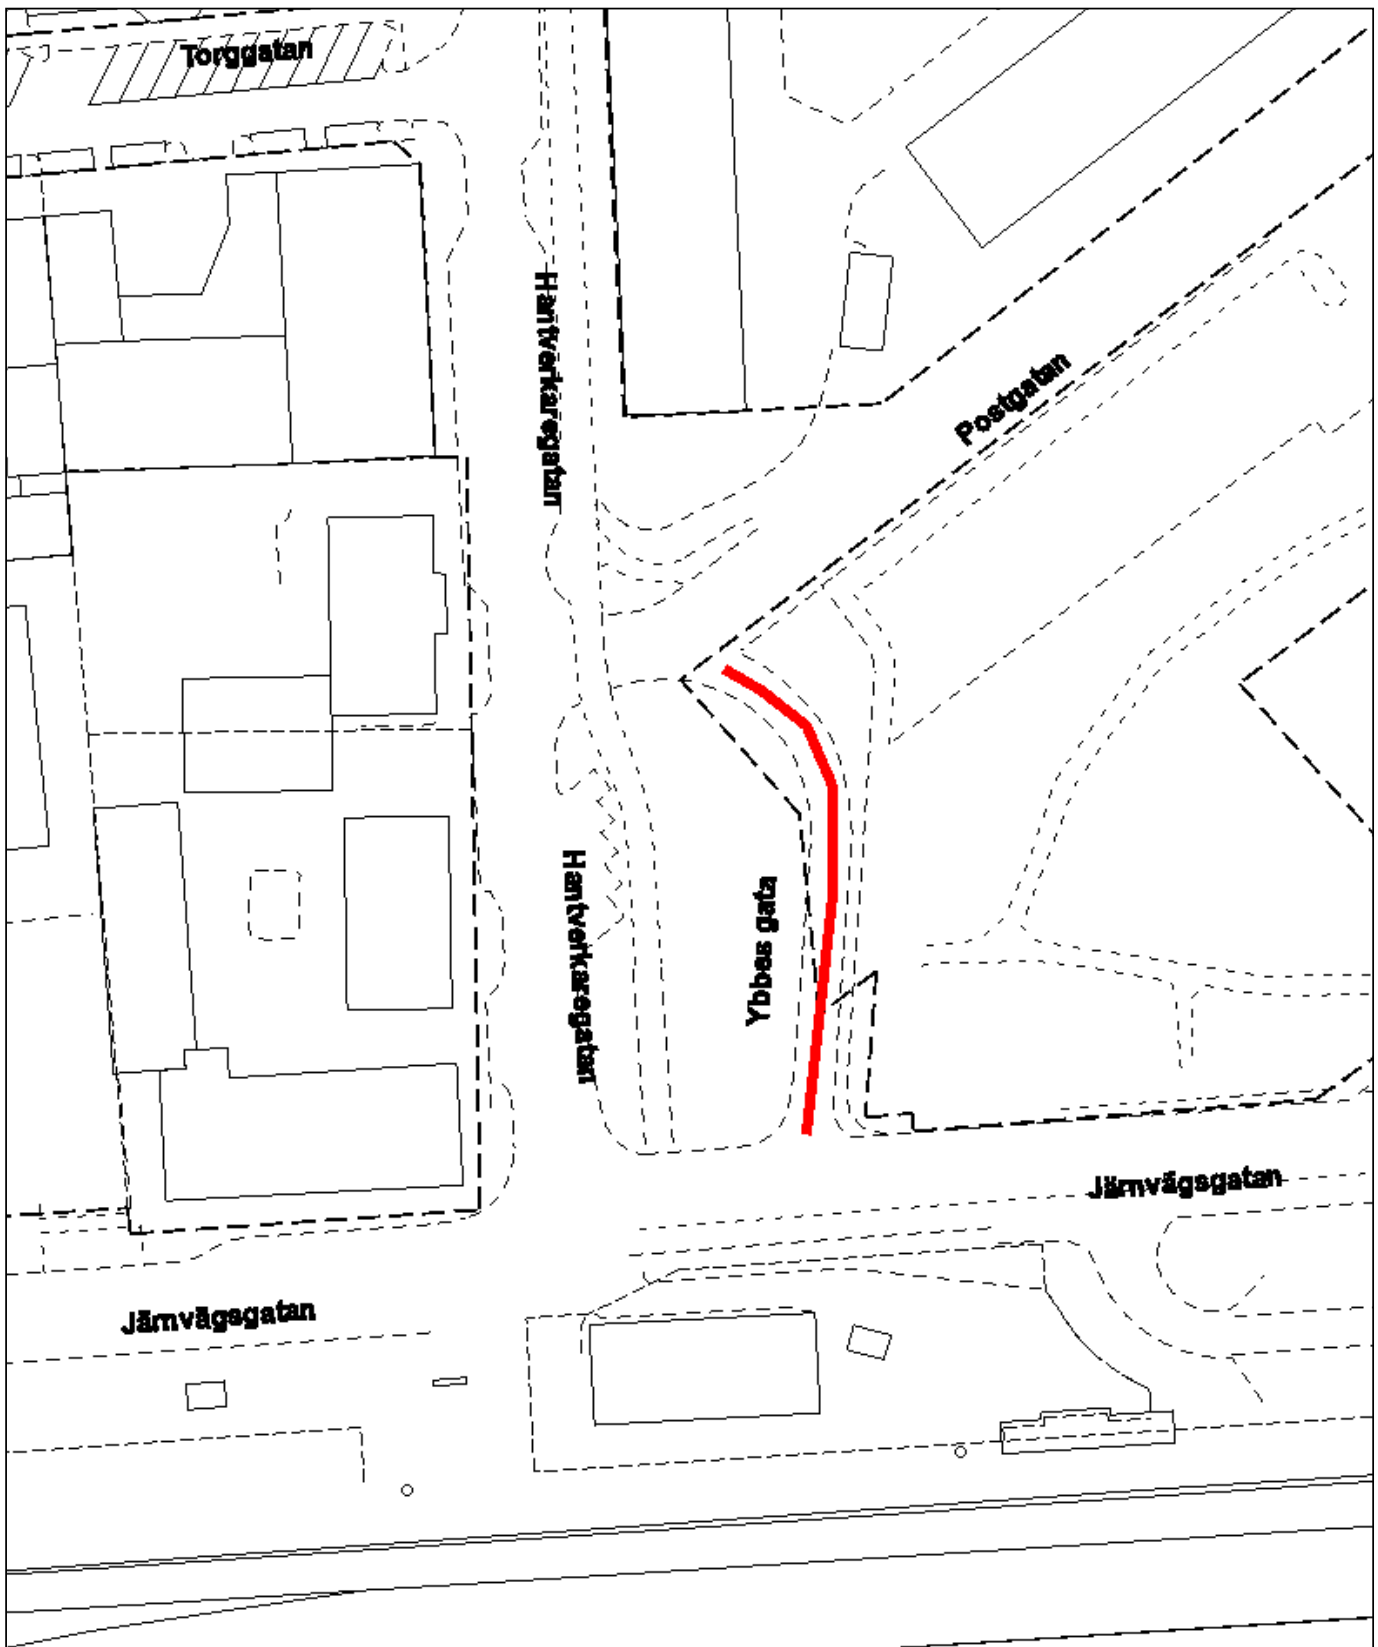 Torggatan
Hantverkaregatan
Postgatan
Hantverkaregatan
Ybbes gata
Järnvägsgatan
Järnvägsgatan